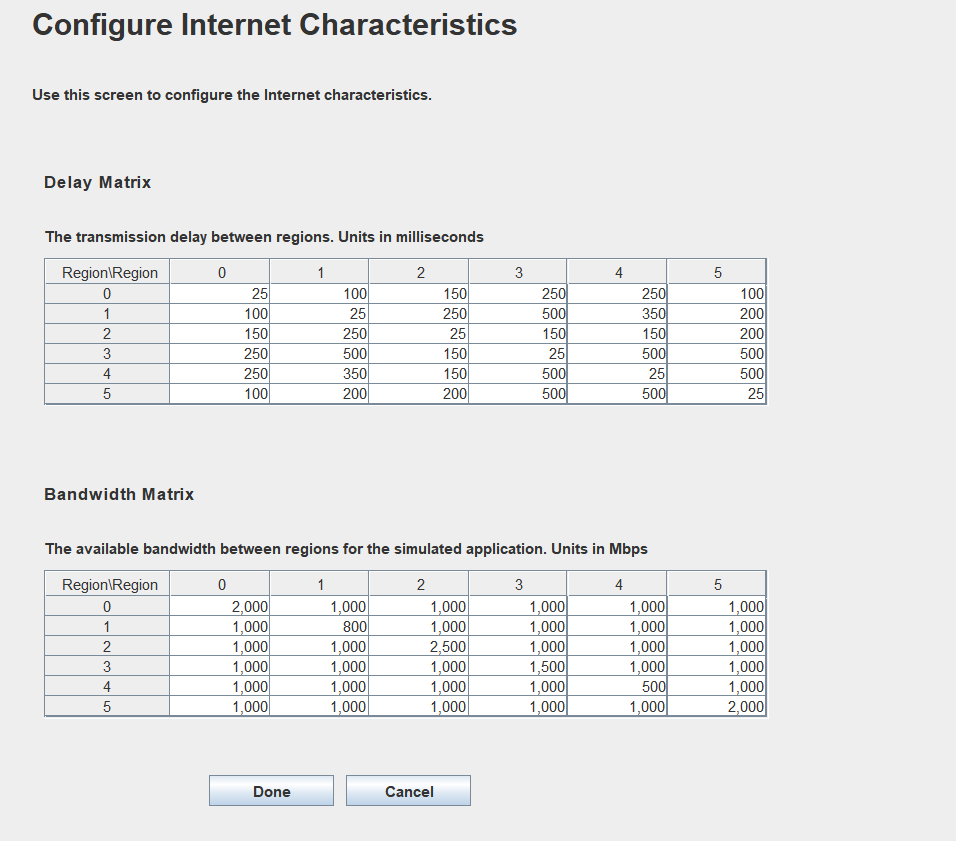 Configure Internet Characteristics
Use this screen to configure the Internet characteristics.
Delay Matrix
The transmission delay between regions. Units in milliseconds
Region\Region 0 1 2 3 4 5
0 25 100 150 250 250 100
1 100 25 250 500 350 200
2 150 250 25 150 150 200
3 250 500 150 25 500 500
4 250 350 150 500 25 500
5 100 200 200 500 500 25
Bandwidth Matrix
The available bandwidth between regions for the simulated application. Units in Mbps
Region\Region 0 1 2 3 4 5
0 2,000 1,000 1,000 1,000 1,000 1,000
1 1,000 800 1,000 1,000 1,000 1,000
2 1,000 1,000 2,500 1,000 1,000 1,000
3 1,000 1,000 1,000 1,500 1,000 1,000
4 1,000 1,000 1,000 1,000 500 1,000
5 1,000 1,000 1,000 1,000 1,000 2,000
Done Cancel